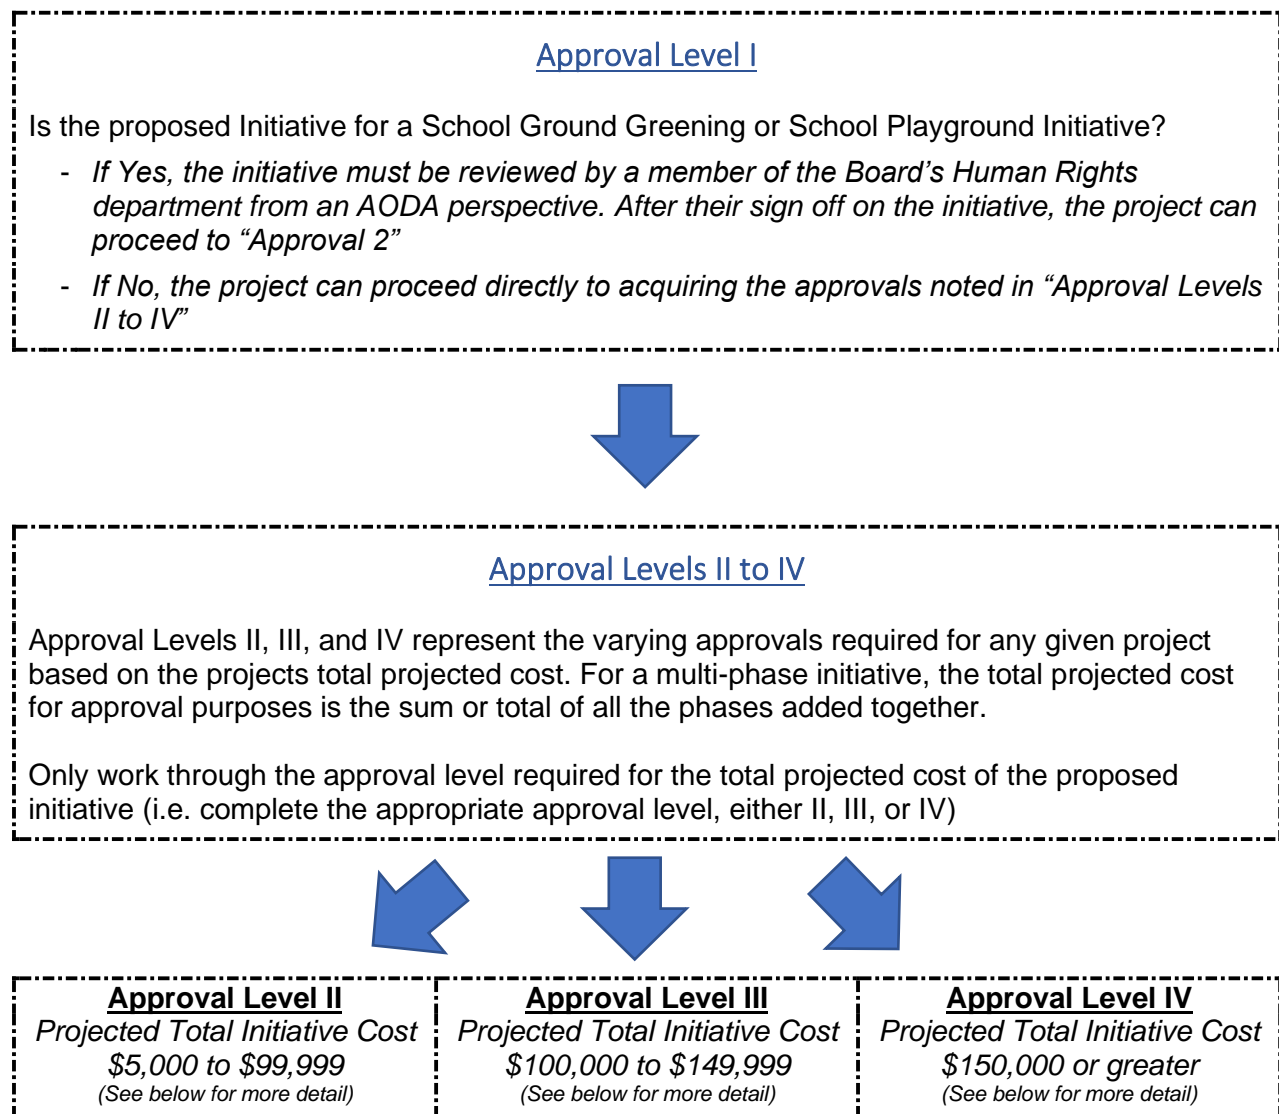 Approval Level I
Is the proposed Initiative for a School Ground Greening or School Playground Initiative?
- If Yes, the initiative must be reviewed by a member of the Board’s Human Rights
department from an AODA perspective. After their sign off on the initiative, the project can
proceed to “Approval 2”
- If No, the project can proceed directly to acquiring the approvals noted in “Approval Levels
II to IV”
Approval Levels II to IV
Approval Levels II, III, and IV represent the varying approvals required for any given project
based on the projects total projected cost. For a multi-phase initiative, the total projected cost
for approval purposes is the sum or total of all the phases added together.
Only work through the approval level required for the total projected cost of the proposed
initiative (i.e. complete the appropriate approval level, either II, III, or IV)
Approval Level II
Projected Total Initiative Cost
$5,000 to $99,999
(See below for more detail)
Approval Level III
Projected Total Initiative Cost
$100,000 to $149,999
(See below for more detail)
Approval Level IV
Projected Total Initiative Cost
$150,000 or greater
(See below for more detail)